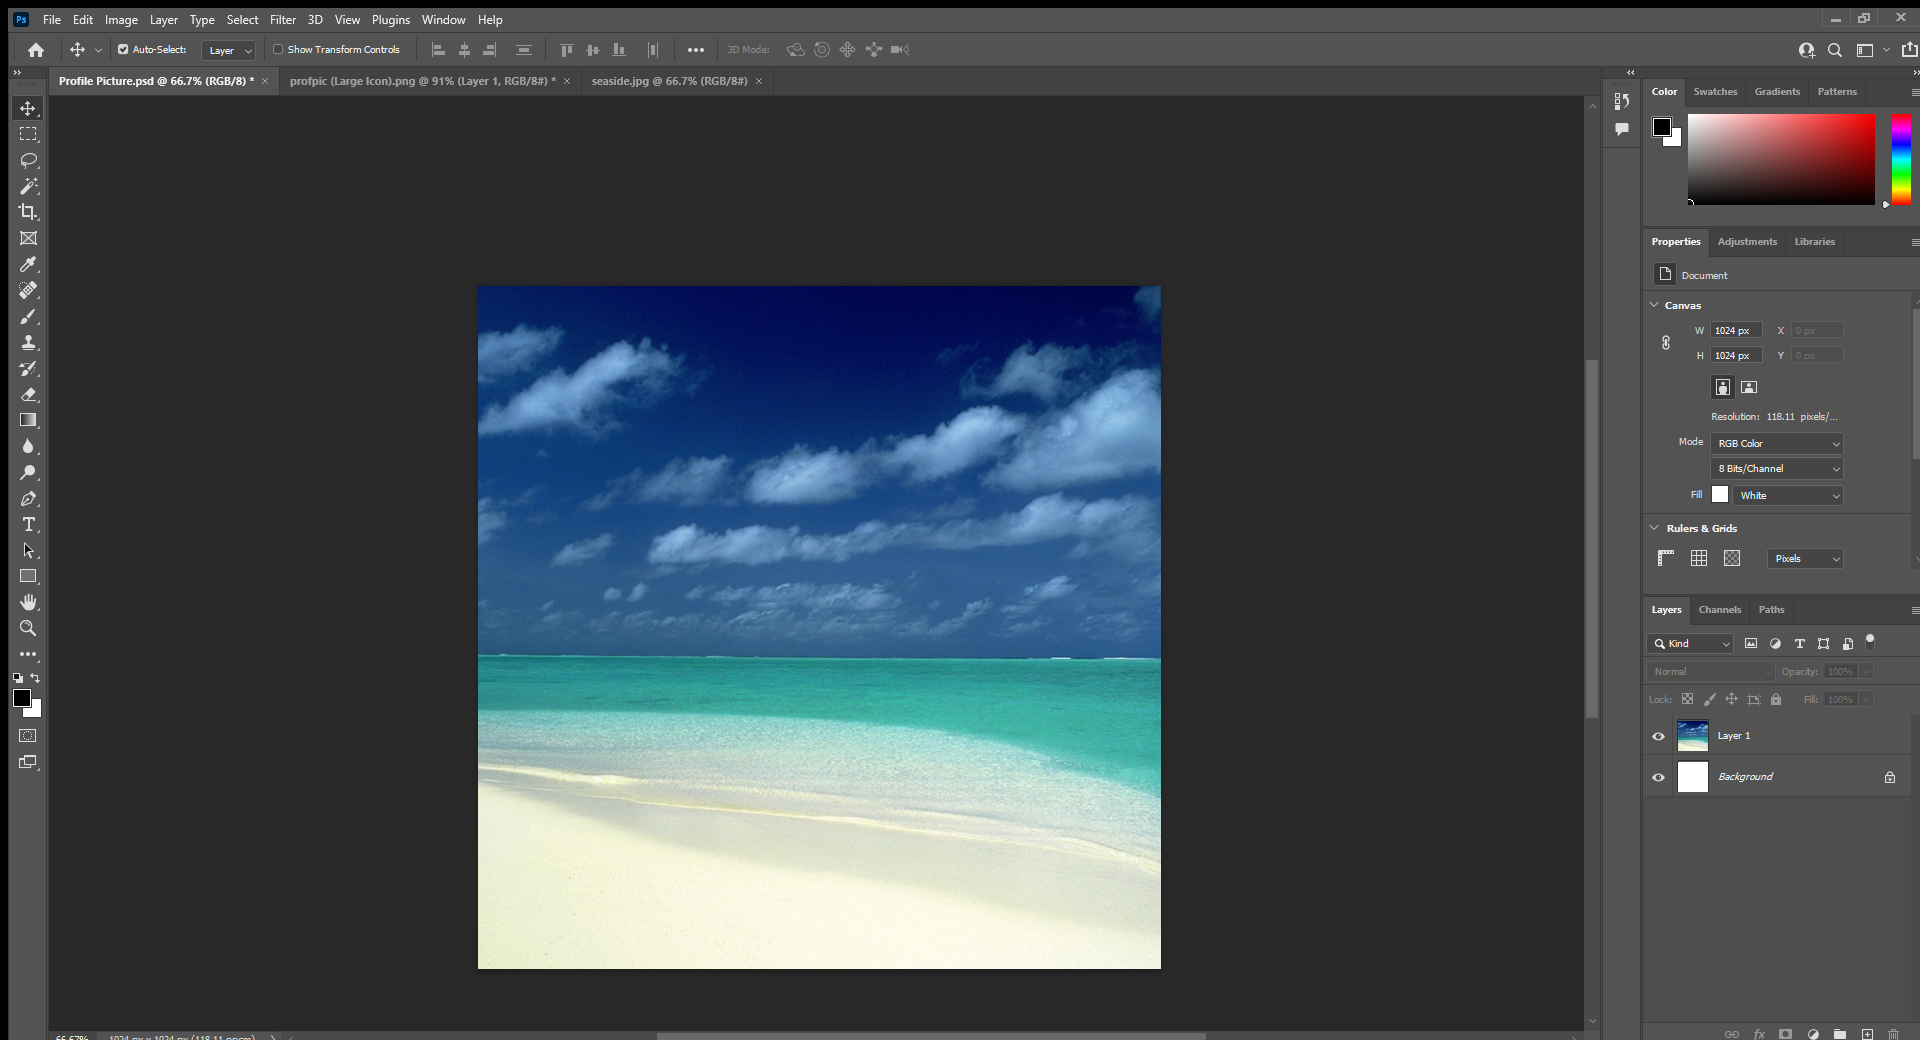 Ps File Edit Image Layer Type Select Filter 3D View Plugins Window Help
Auto-Select: Layer Show Transform Controls 3D Mode:
Profile Picture.psd @ 66.7% (RGB/8) * profpic (Large Icon).png @ 91% (Layer 1, RGB/8#) * seaside.jpg @ 66.7% (RGB/8#)
Color Swatches Gradients Patterns
Properties Adjustments Libraries
Document
Canvas
W 1024 px X 0 px
H 1024 px Y 0 px
Resolution: 118.11 pixels/...
Mode RGB Color
8 Bits/Channel
Fill White
Rulers & Grids
Pixels
Layers Channels Paths
Kind
Normal Opacity: 100%
Lock: Fill: 100%
Layer 1
Background
fx
66.67% 1024 px x 1024 px (118.11 ppcm)